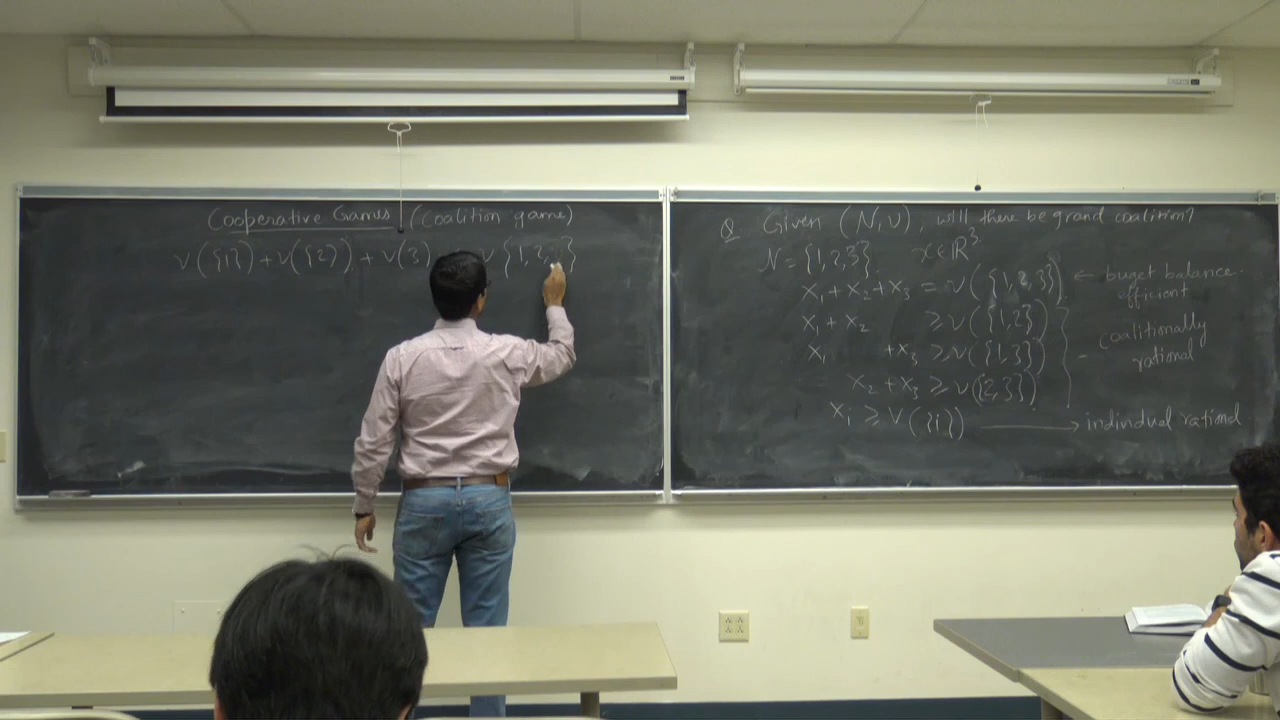 Cooperative Games (Coalition game)
v({1}) + v({2}) + v(3) v{1,2, }
Q. Given (N,v), will there be grand coalition?
N = {1,2,3} x∈ℝ³
x₁+x₂+x₃ = v({1,2,3}) ← buget balance.
efficient
x₁+x₂ ≥ v({1,2})
x₁ +x₃ ≥ v({1,3}) - coalitionally
rational
x₂+x₃ ≥ v({2,3})
xᵢ ≥ v({i}) → individual rational